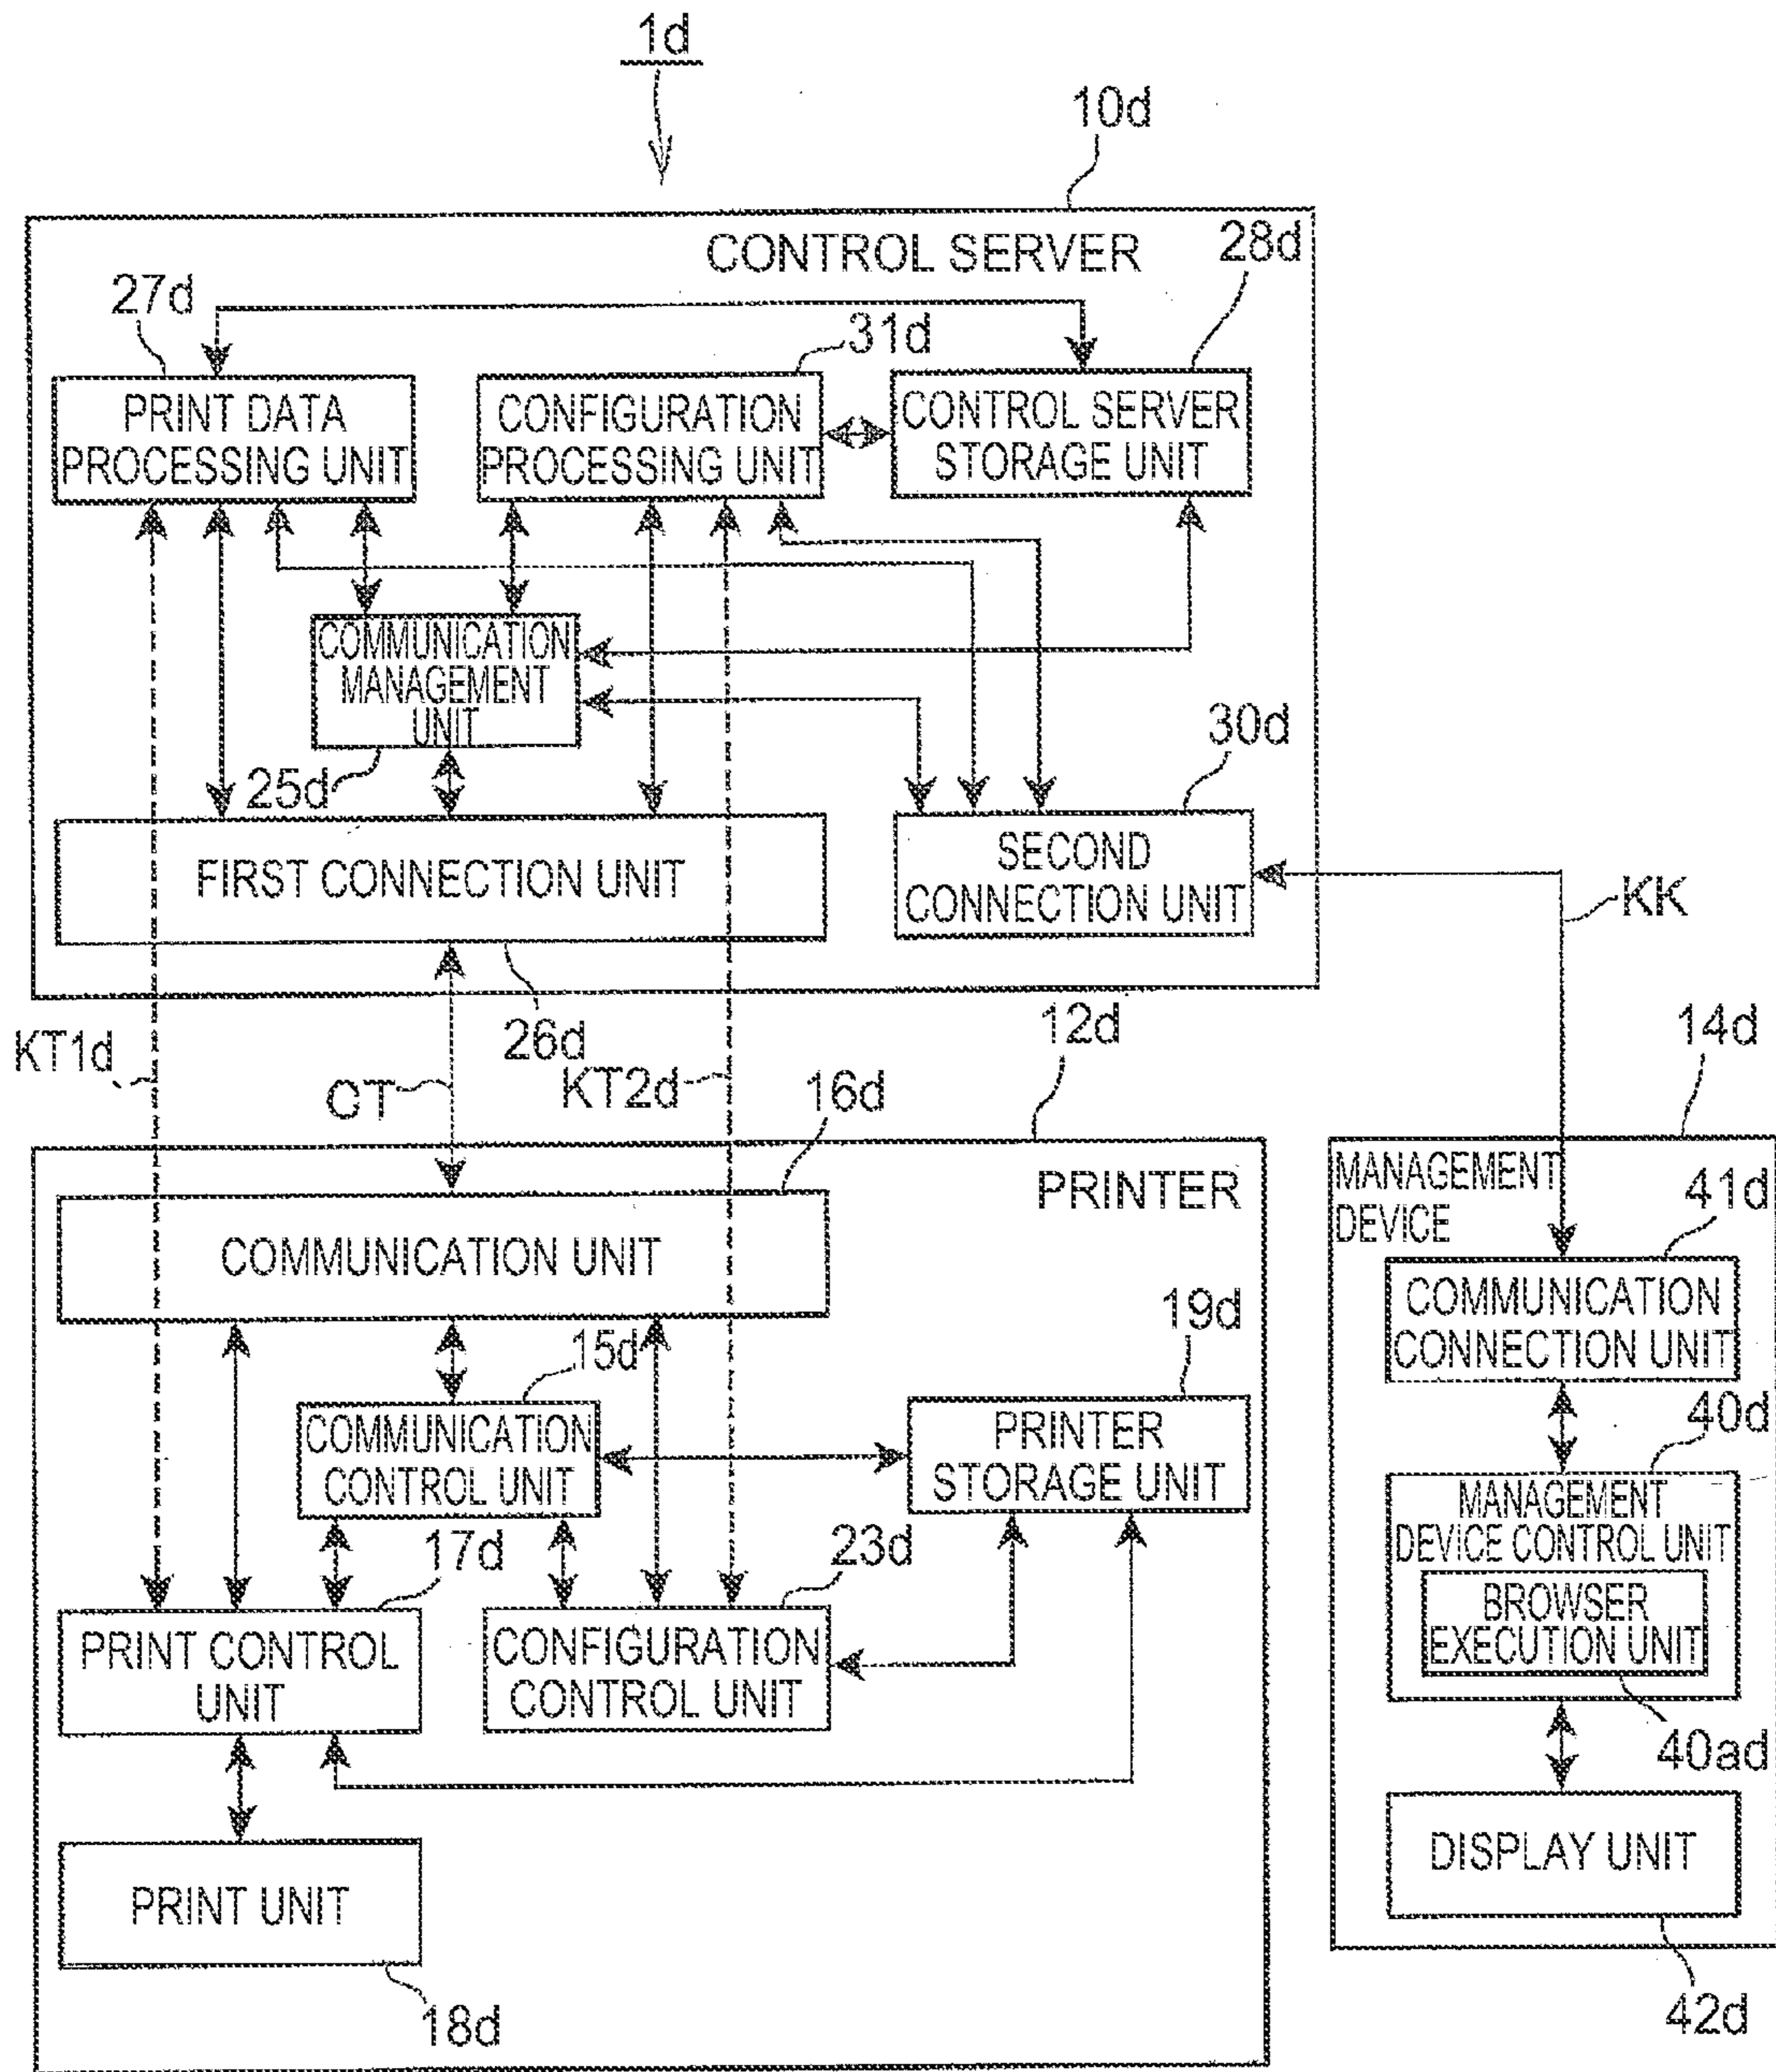 1d
10d
CONTROL SERVER
28d
27d
31d
PRINT DATA
PROCESSING UNIT
CONFIGURATION
PROCESSING UNIT
CONTROL SERVER
STORAGE UNIT
COMMUNICATION
MANAGEMENT
UNIT
25d
30d
FIRST CONNECTION UNIT
SECOND
CONNECTION UNIT
KK
26d
12d
14d
KT1d
CT
KT2d
16d
PRINTER
MANAGEMENT
DEVICE
41d
COMMUNICATION UNIT
COMMUNICATION
CONNECTION UNIT
15d
19d
COMMUNICATION
CONTROL UNIT
PRINTER
STORAGE UNIT
40d
MANAGEMENT
DEVICE CONTROL UNIT
17d
23d
BROWSER
EXECUTION UNIT
PRINT CONTROL
UNIT
CONFIGURATION
CONTROL UNIT
40ad
DISPLAY UNIT
PRINT UNIT
18d
42d